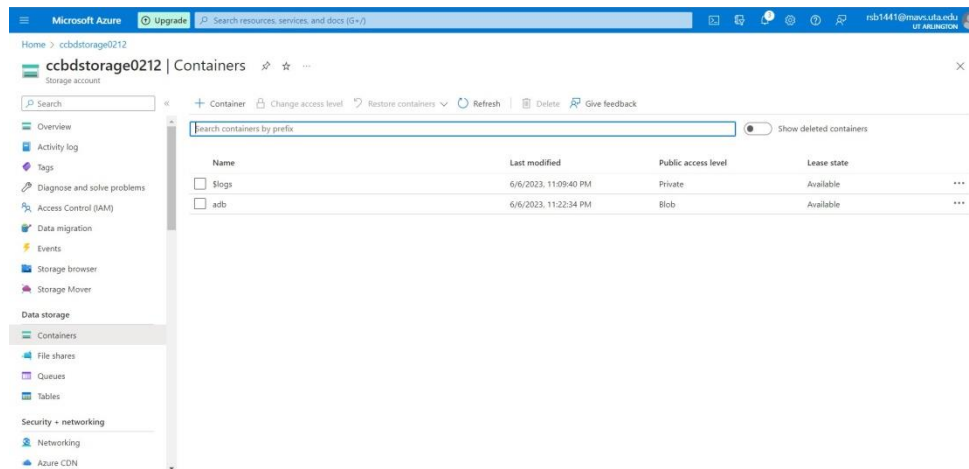 Microsoft Azure
Upgrade
Search resources, services, and docs (G+/)
rsb1441@mavs.uta.edu
UT ARLINGTON
Home > ccbdstorage0212
ccbdstorage0212 | Containers
Storage account
Search
Container
Change access level
Restore containers
Refresh
Delete
Give feedback
Search containers by prefix
Show deleted containers
Name Last modified Public access level Lease state
$logs 6/6/2023, 11:09:40 PM Private Available
adb 6/6/2023, 11:22:34 PM Blob Available
Overview
Activity log
Tags
Diagnose and solve problems
Access Control (IAM)
Data migration
Events
Storage browser
Storage Mover
Data storage
Containers
File shares
Queues
Tables
Security + networking
Networking
Azure CDN